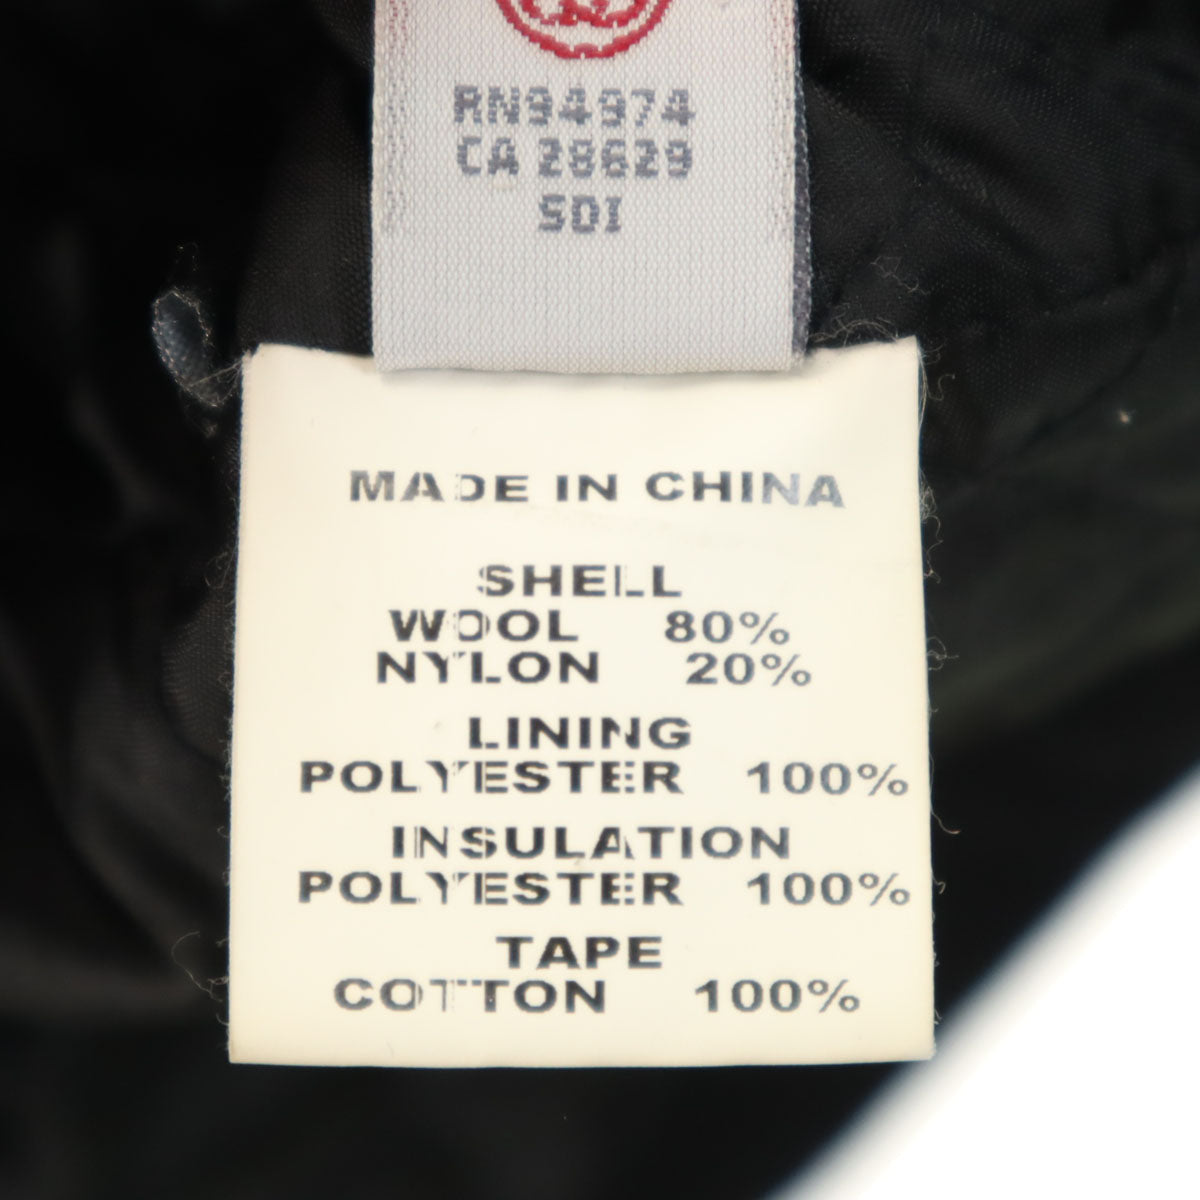 RN94974
CA 28629
SDI
MADE IN CHINA
SHELL
WOOL 80%
NYLON 20%
LINING
POLYESTER 100%
INSULATION
POLYESTER 100%
TAPE
COTTON 100%